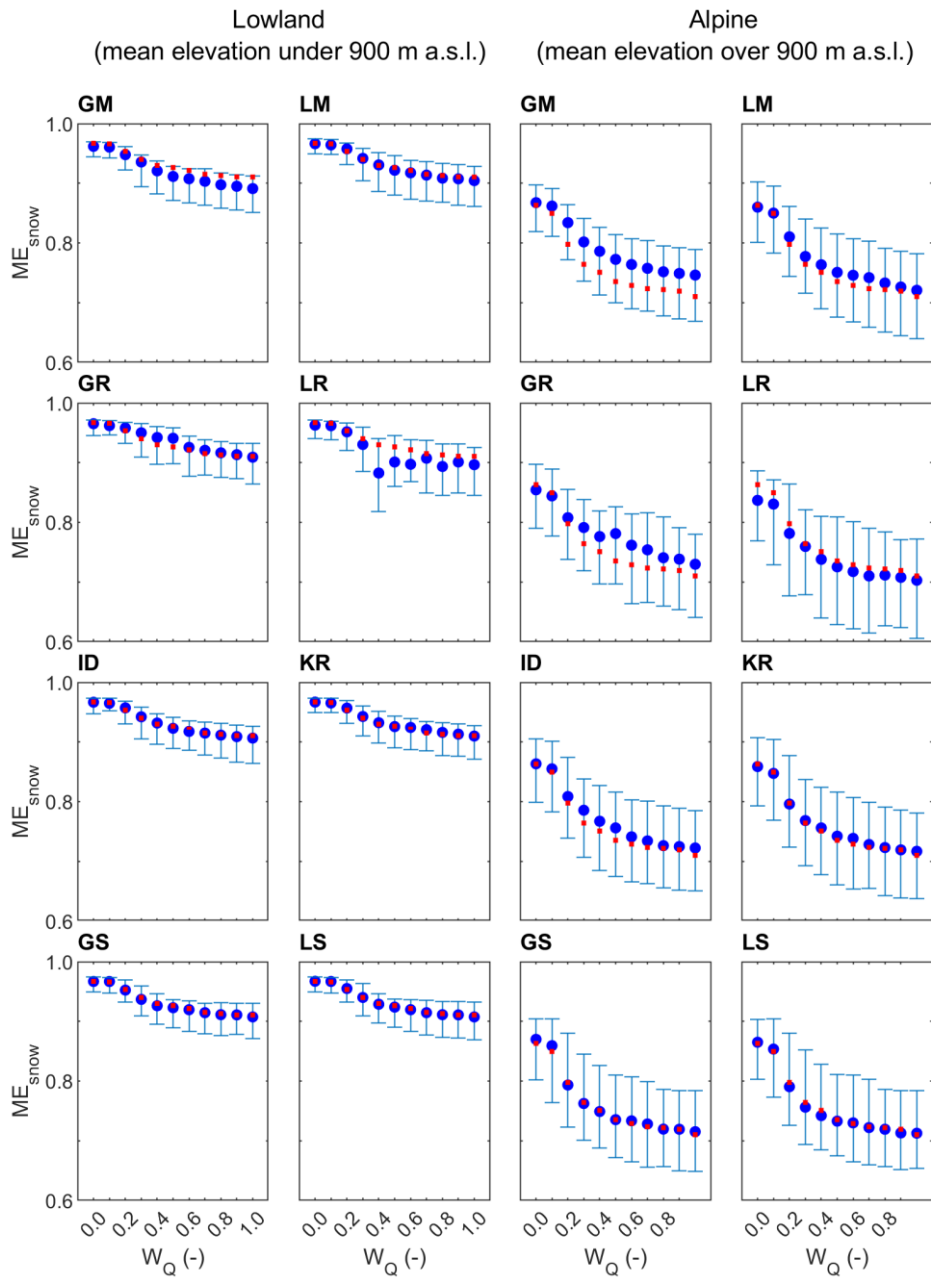 Lowland
(mean elevation under 900 m a.s.l.)
Alpine
(mean elevation over 900 m a.s.l.)
GM
LM
GM
LM
1.0
0.8
0.6
ME_snow
GR
LR
GR
LR
1.0
0.8
0.6
ME_snow
ID
KR
ID
KR
1.0
0.8
0.6
ME_snow
GS
LS
GS
LS
1.0
0.8
0.6
ME_snow
0.0 0.2 0.4 0.6 0.8 1.0
0.0 0.2 0.4 0.6 0.8 1.0
0.0 0.2 0.4 0.6 0.8
0.0 0.2 0.4 0.6 0.8
W_Q (-)
W_Q (-)
W_Q (-)
W_Q (-)